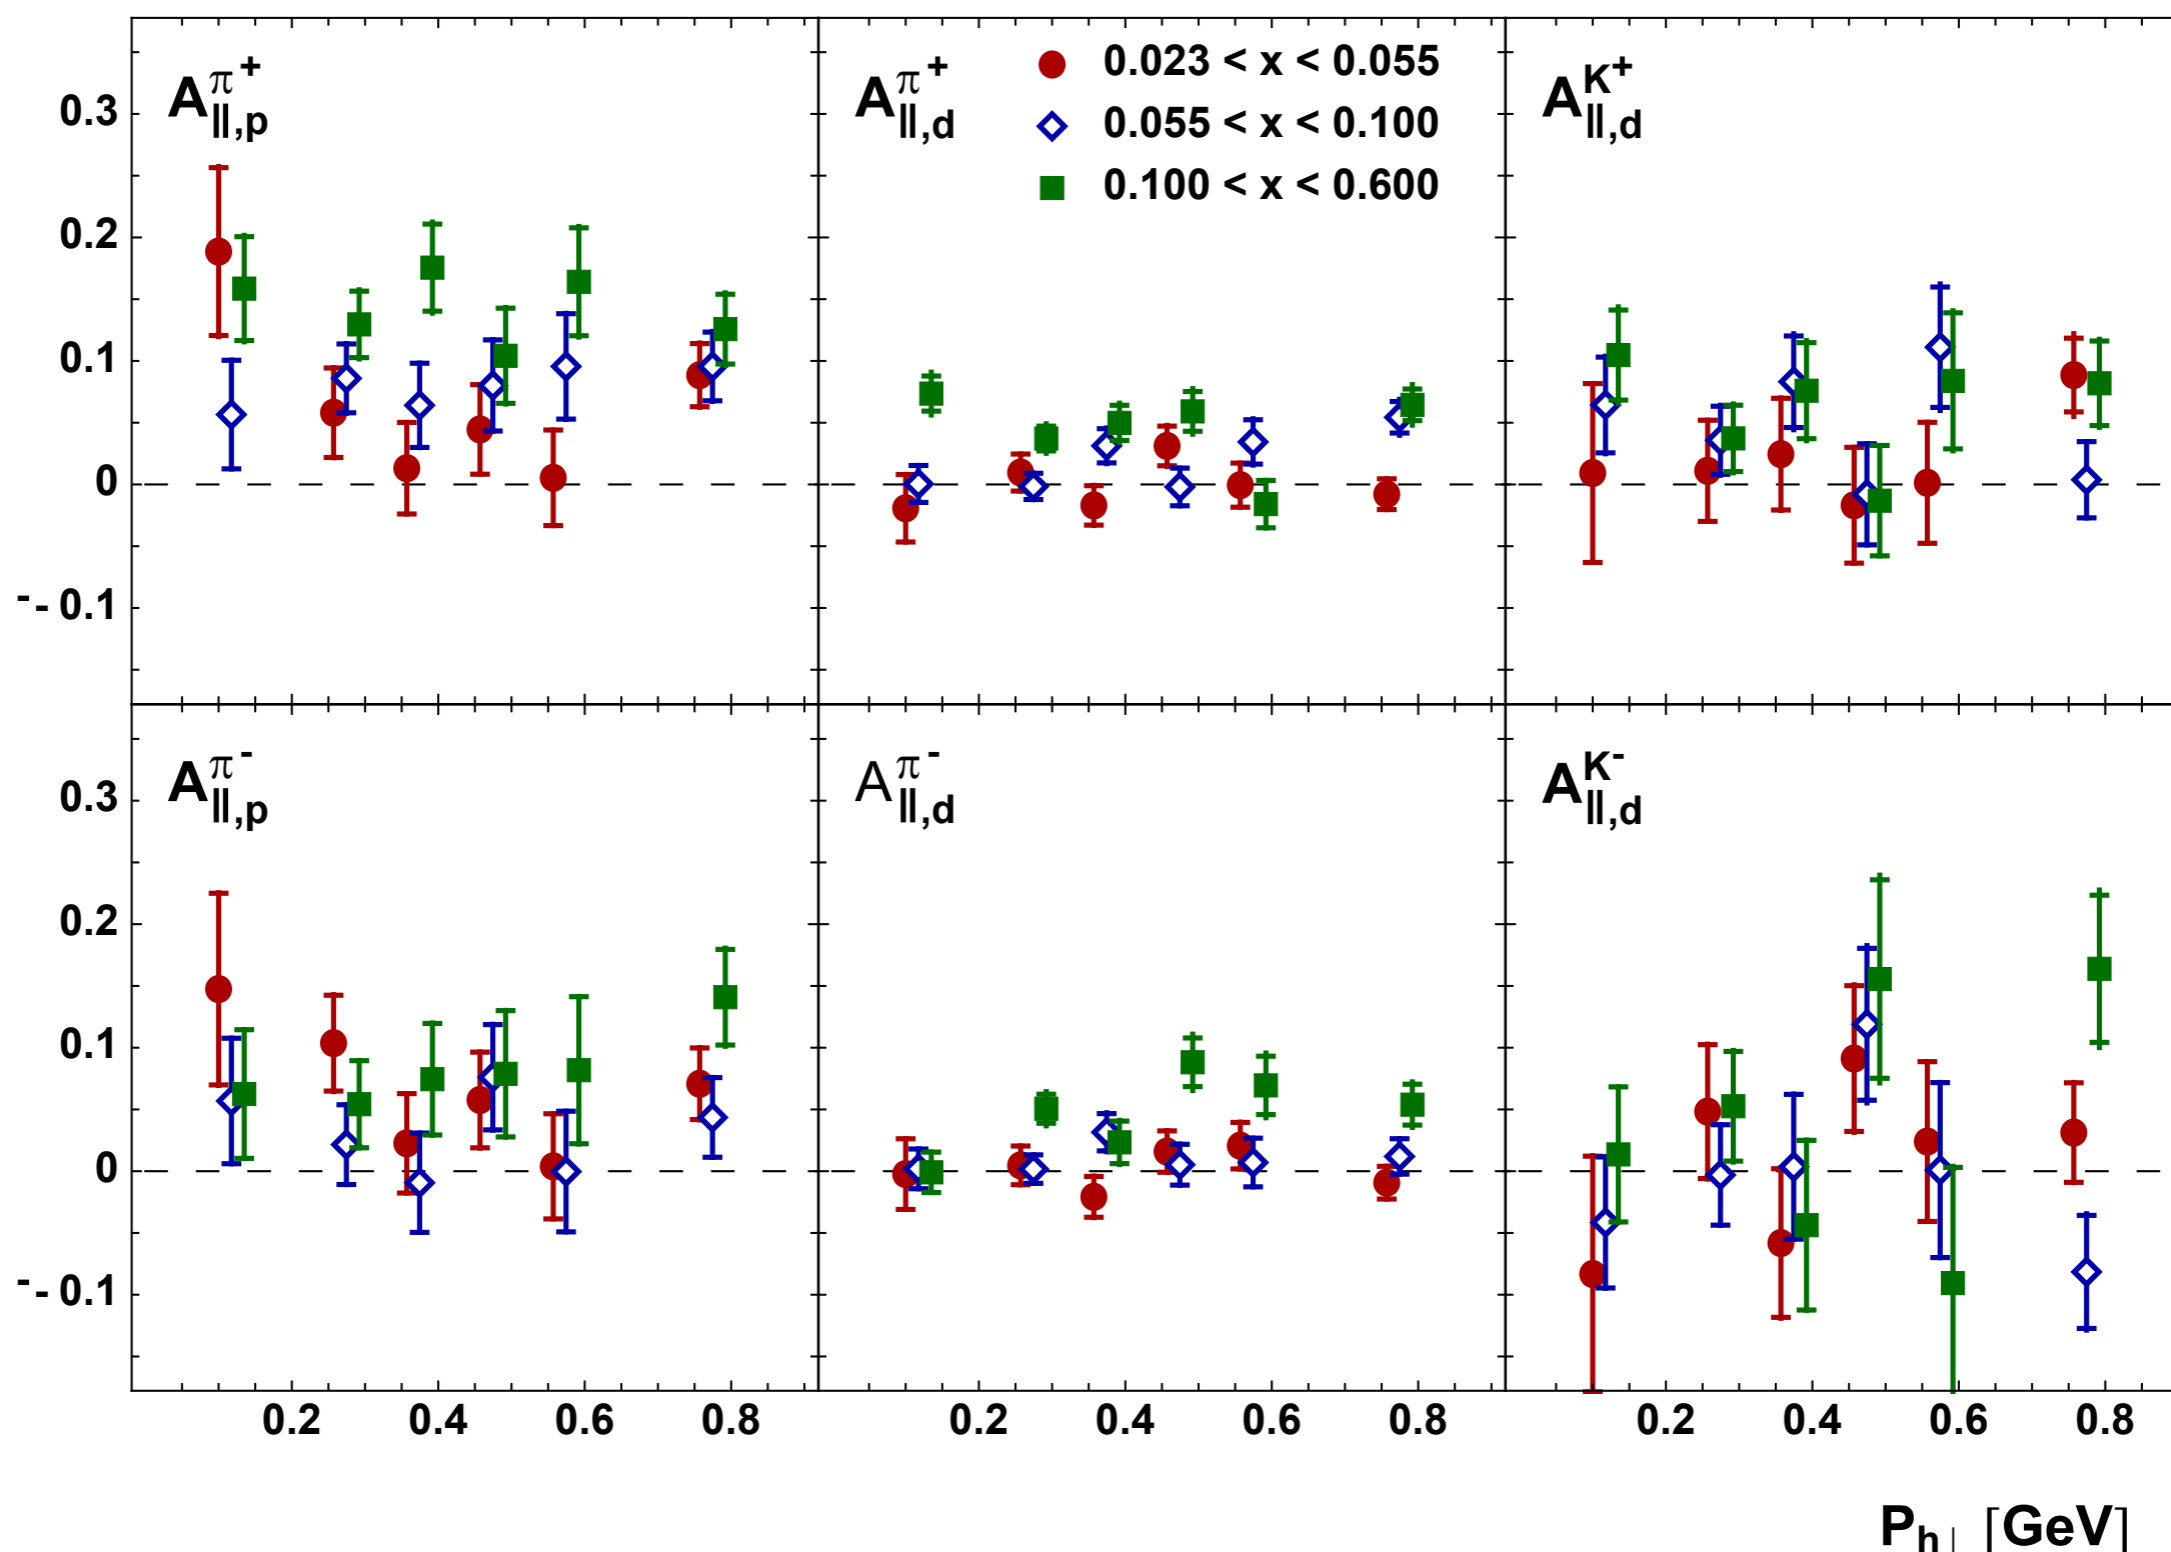 A∥,p^π+
A∥,d^π+
0.023 < x < 0.055
0.055 < x < 0.100
0.100 < x < 0.600
A∥,d^K+
0.3
0.2
0.1
0
-- 0.1
A∥,p^π-
A∥,d^π-
A∥,d^K-
0.3
0.2
0.1
0
-- 0.1
0.2 0.4 0.6 0.8 0.2 0.4 0.6 0.8 0.2 0.4 0.6 0.8
P_h⊥ [GeV]